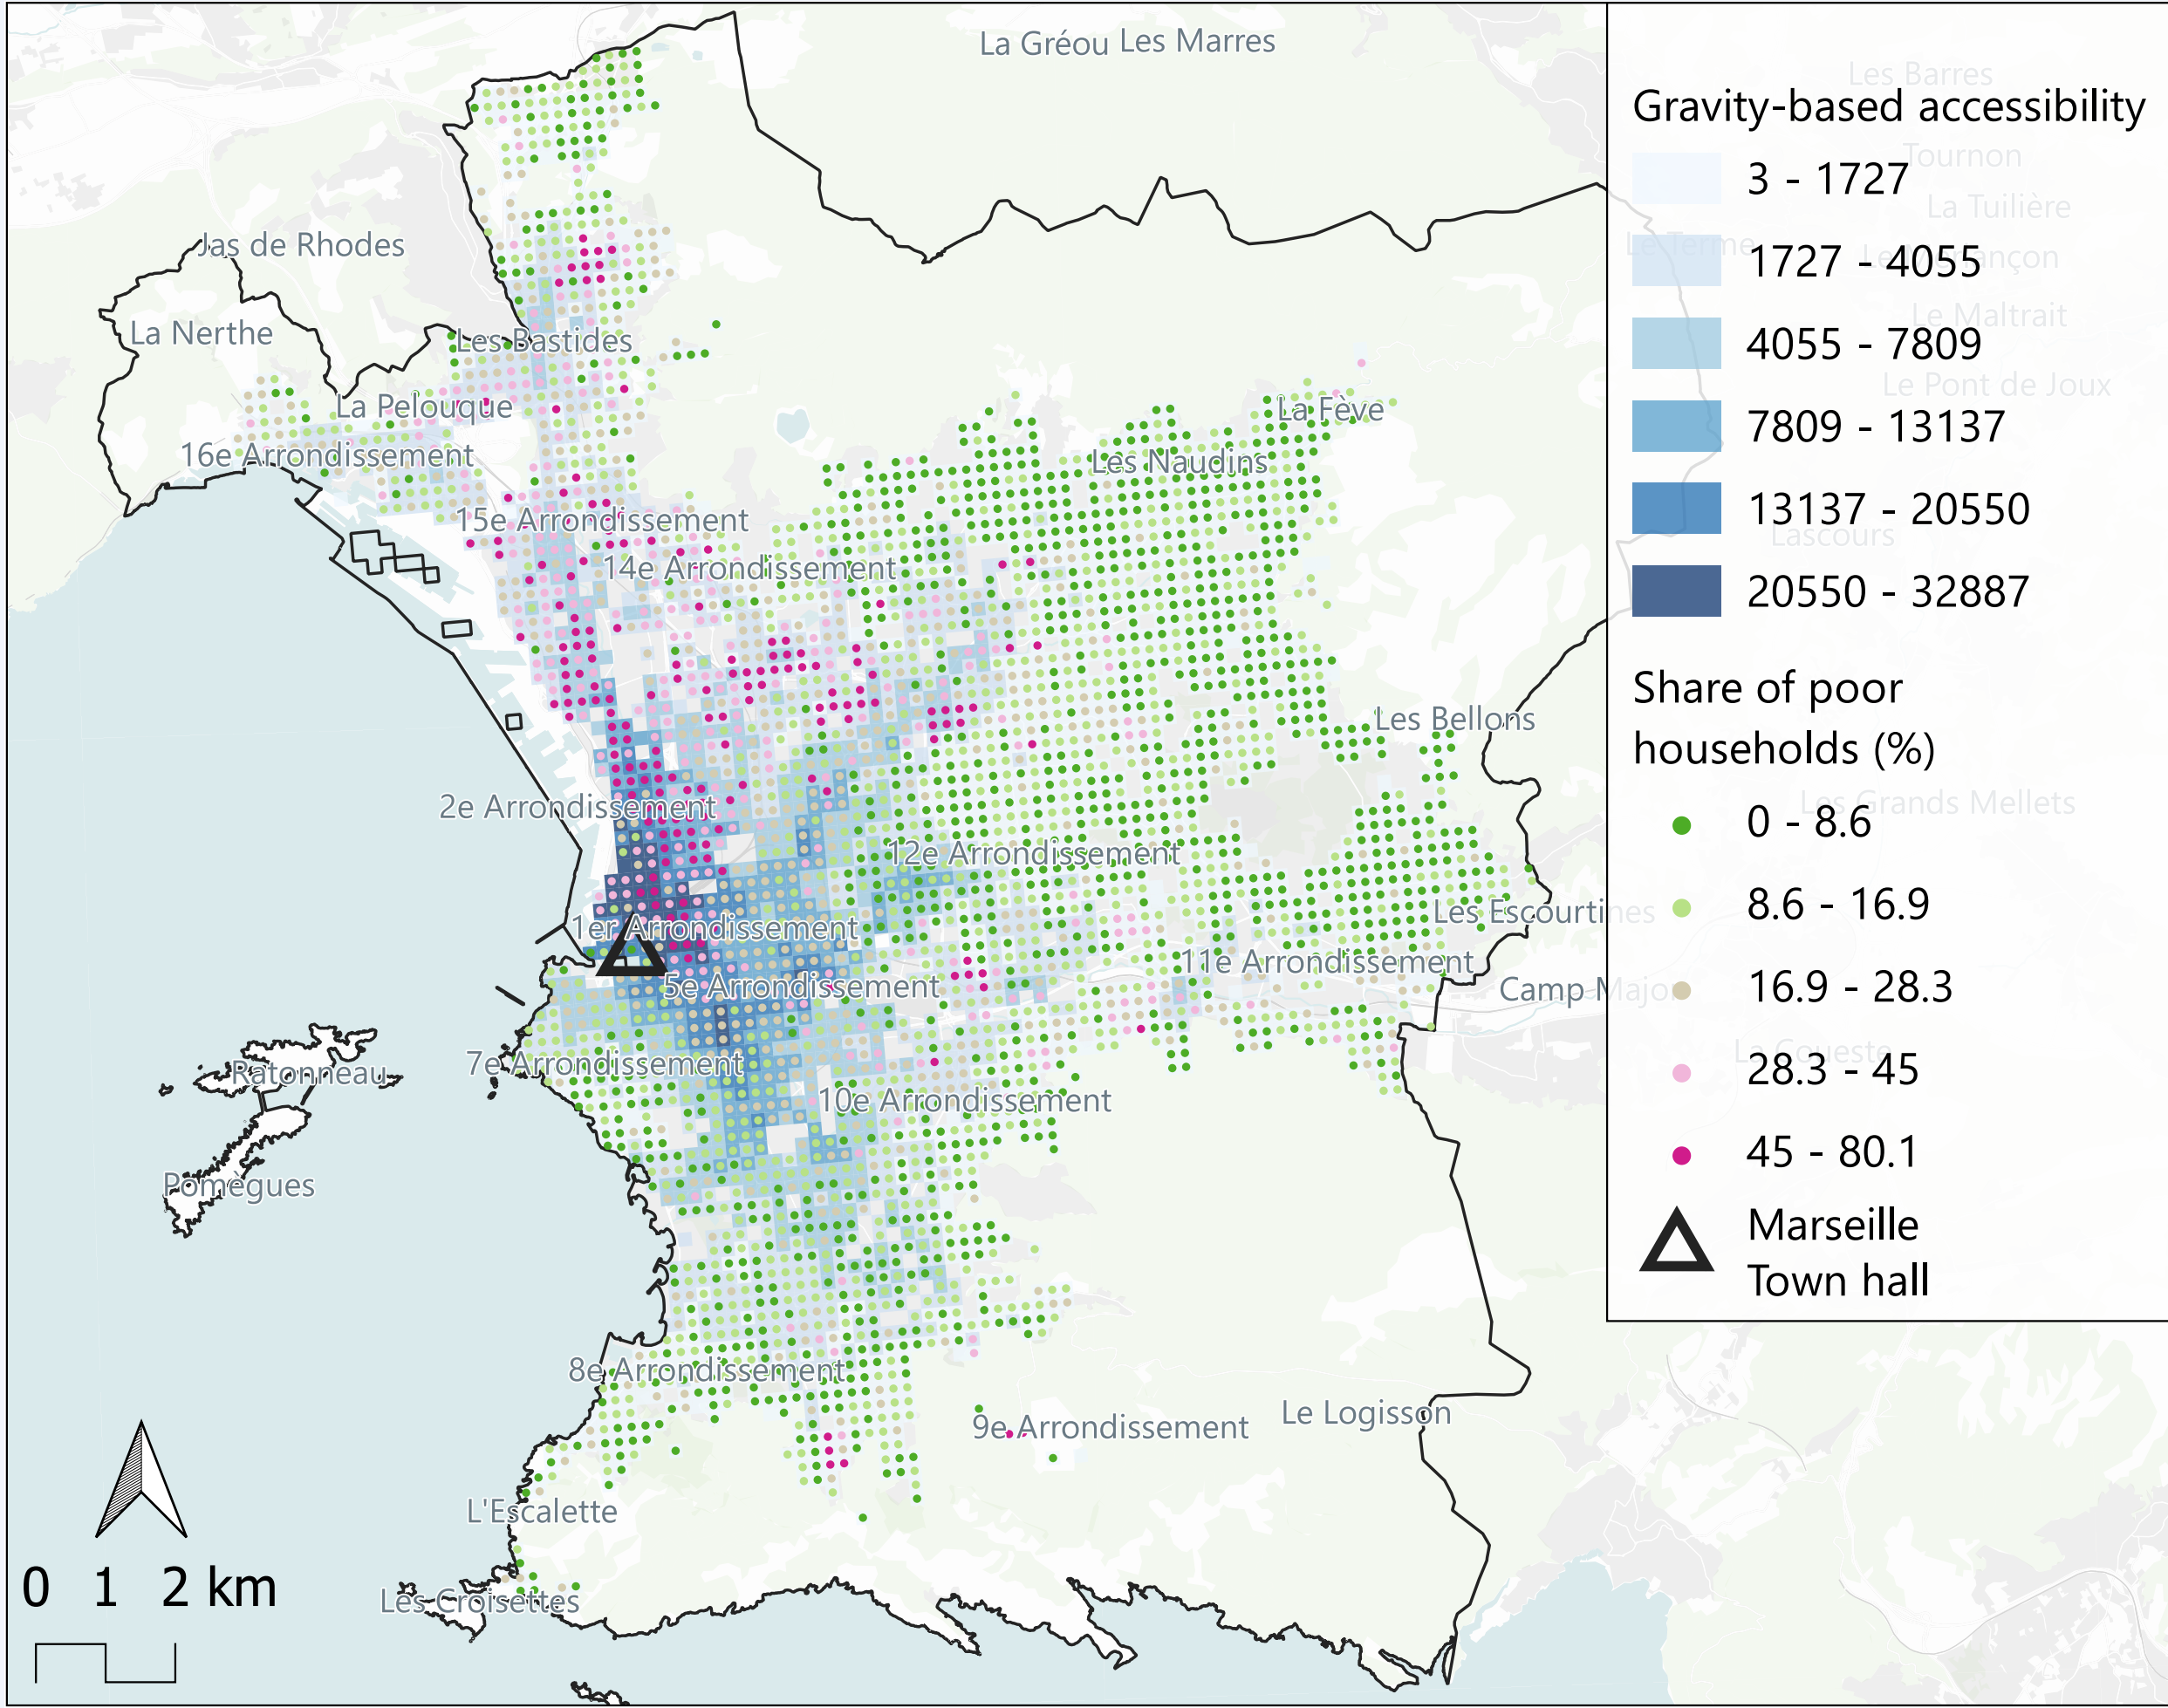 La Gréou Les Marres
Jas de Rhodes
La Nerthe
Les Bastides
La Pelouque
16e Arrondissement
La Fève
Les Naudins
15e Arrondissement
14e Arrondissement
Les Bellons
2e Arrondissement
12e Arrondissement
Les Escourtines
1er Arrondissement
11e Arrondissement
5e Arrondissement
Camp Major
7e Arrondissement
Ratonneau
10e Arrondissement
Pomègues
8e Arrondissement
9e Arrondissement
Le Logisson
L'Escalette
Les Croisettes
0 1 2 km
Les Barres
Gravity-based accessibility
Tournon
3 - 1727
La Tuilière
Le Terme
1727 - 4055
Le Maltrait
4055 - 7809
Le Pont de Joux
7809 - 13137
13137 - 20550
Lascours
20550 - 32887
Share of poor
households (%)
Les Grands Mellets
0 - 8.6
8.6 - 16.9
16.9 - 28.3
La Coueste
28.3 - 45
45 - 80.1
Marseille
Town hall